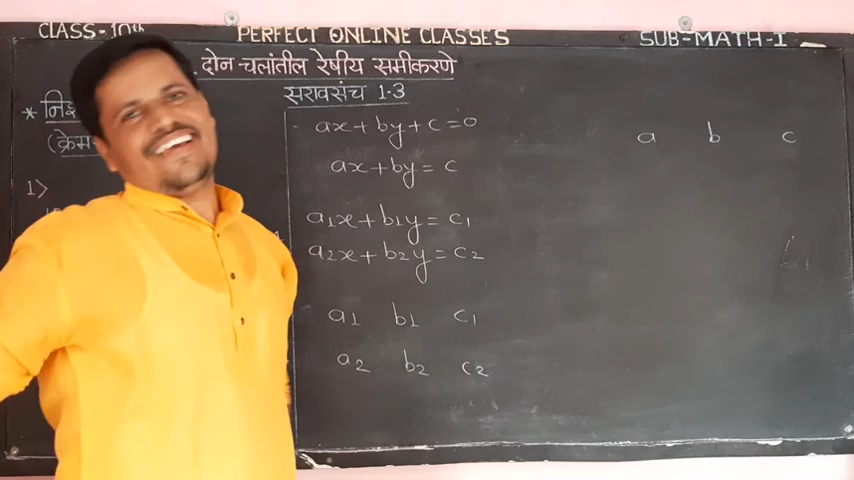 CLASS-10th PERFECT ONLINE CLASSES SUB-MATH-I
दोन चलांतील रेषीय समीकरणे
सरावसंच 1.3
*
ax+by+c=0
a b c
ax+by=c
1>
a₁x+b₁y=c₁
a₂x+b₂y=c₂
a₁ b₁ c₁
a₂ b₂ c₂